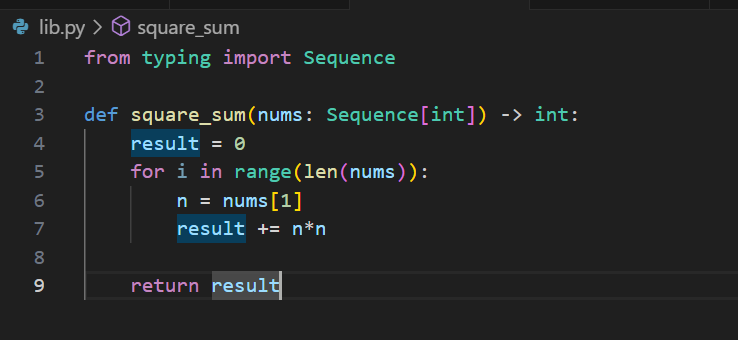 lib.py > square_sum
1 from typing import Sequence
2
3 def square_sum(nums: Sequence[int]) -> int:
4     result = 0
5     for i in range(len(nums)):
6         n = nums[1]
7         result += n*n
8
9     return result